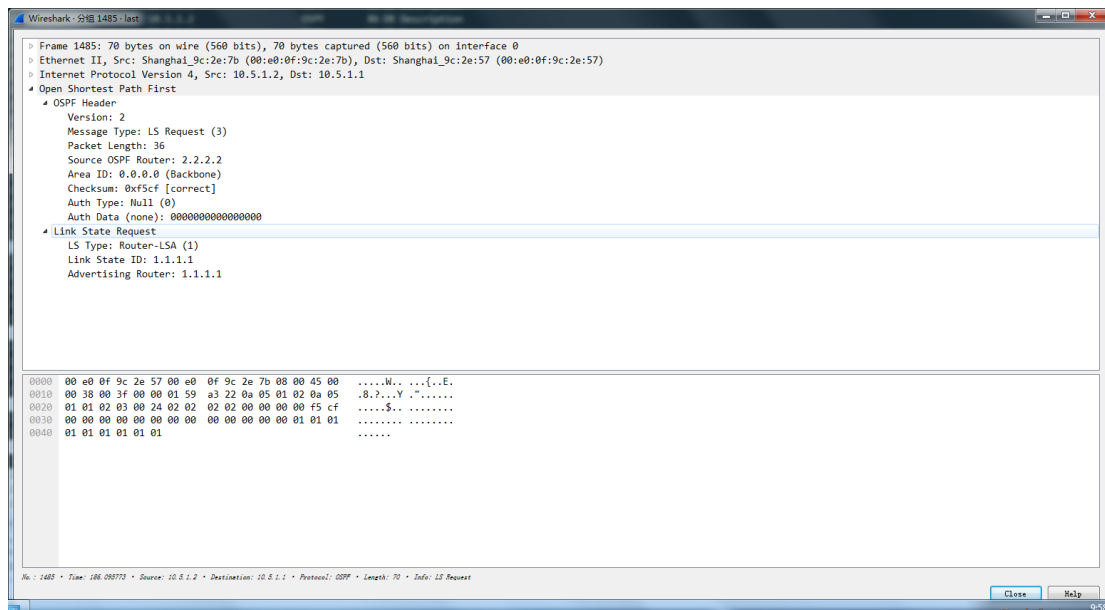 Wireshark · 分组 1485 · last
Frame 1485: 70 bytes on wire (560 bits), 70 bytes captured (560 bits) on interface 0
Ethernet II, Src: Shanghai_9c:2e:7b (00:e0:0f:9c:2e:7b), Dst: Shanghai_9c:2e:57 (00:e0:0f:9c:2e:57)
Internet Protocol Version 4, Src: 10.5.1.2, Dst: 10.5.1.1
Open Shortest Path First
OSPF Header
Version: 2
Message Type: LS Request (3)
Packet Length: 36
Source OSPF Router: 2.2.2.2
Area ID: 0.0.0.0 (Backbone)
Checksum: 0xf5cf [correct]
Auth Type: Null (0)
Auth Data (none): 0000000000000000
Link State Request
LS Type: Router-LSA (1)
Link State ID: 1.1.1.1
Advertising Router: 1.1.1.1
0000 00 e0 0f 9c 2e 57 00 e0 0f 9c 2e 7b 08 00 45 00 .....W.. ...{..E.
0010 00 38 00 3f 00 00 01 59 a3 22 0a 05 01 02 0a 05 .8.?...Y ."......
0020 01 01 02 03 00 24 02 02 02 02 00 00 00 00 f5 cf .....$.. ........
0030 00 00 00 00 00 00 00 00 00 00 00 00 00 01 01 01 ........ ........
0040 01 01 01 01 01 01 ......
No.: 1485 · Time: 186.095773 · Source: 10.5.1.2 · Destination: 10.5.1.1 · Protocol: OSPF · Length: 70 · Info: LS Request
Close Help